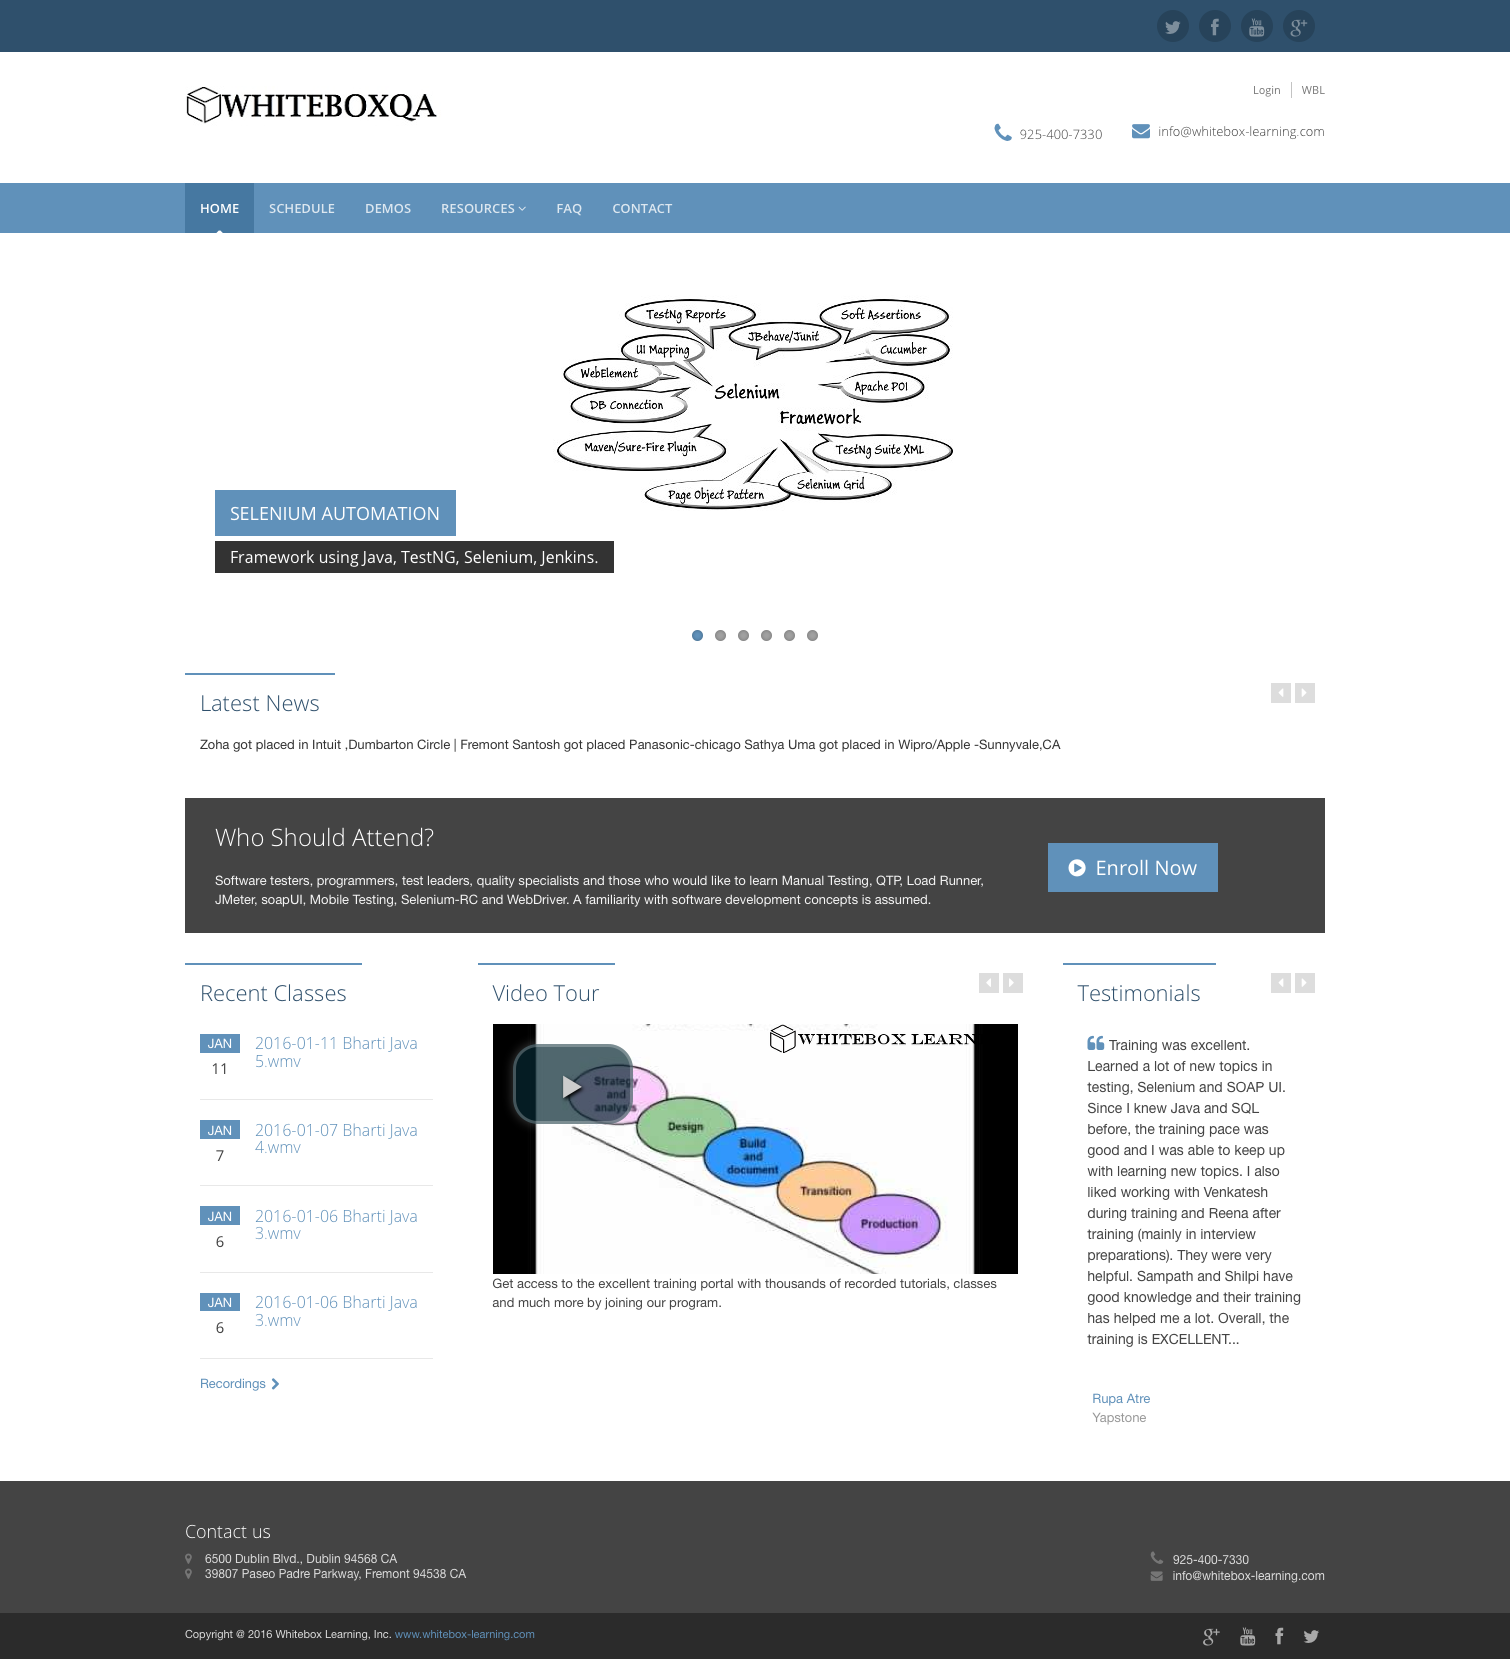 WHITEBOXQA
Login
WBL
925-400-7330
info@whitebox-learning.com
HOME
SCHEDULE
DEMOS
RESOURCES
FAQ
CONTACT
TestNg Reports
Soft Assertions
JBehave/Junit
UI Mapping
Cucumber
WebElement
Apache POI
Selenium
DB Connection
Framework
Maven/Sure-Fire Plugin
TestNg Suite XML
Selenium Grid
Page Object Pattern
SELENIUM AUTOMATION
Framework using Java, TestNG, Selenium, Jenkins.
Latest News
Zoha got placed in Intuit ,Dumbarton Circle | Fremont Santosh got placed Panasonic-chicago Sathya Uma got placed in Wipro/Apple -Sunnyvale,CA
Who Should Attend?
Software testers, programmers, test leaders, quality specialists and those who would like to learn Manual Testing, QTP, Load Runner,
JMeter, soapUI, Mobile Testing, Selenium-RC and WebDriver. A familiarity with software development concepts is assumed.
Enroll Now
Recent Classes
JAN
11
2016-01-11 Bharti Java
5.wmv
JAN
7
2016-01-07 Bharti Java
4.wmv
JAN
6
2016-01-06 Bharti Java
3.wmv
JAN
6
2016-01-06 Bharti Java
3.wmv
Recordings
Video Tour
WHITEBOX LEARN
Strategy
and
analysis
Design
Build
and
document
Transition
Production
Get access to the excellent training portal with thousands of recorded tutorials, classes
and much more by joining our program.
Testimonials
Training was excellent.
Learned a lot of new topics in
testing, Selenium and SOAP UI.
Since I knew Java and SQL
before, the training pace was
good and I was able to keep up
with learning new topics. I also
liked working with Venkatesh
during training and Reena after
training (mainly in interview
preparations). They were very
helpful. Sampath and Shilpi have
good knowledge and their training
has helped me a lot. Overall, the
training is EXCELLENT...
Rupa Atre
Yapstone
Contact us
6500 Dublin Blvd., Dublin 94568 CA
39807 Paseo Padre Parkway, Fremont 94538 CA
925-400-7330
info@whitebox-learning.com
Copyright @ 2016 Whitebox Learning, Inc. www.whitebox-learning.com